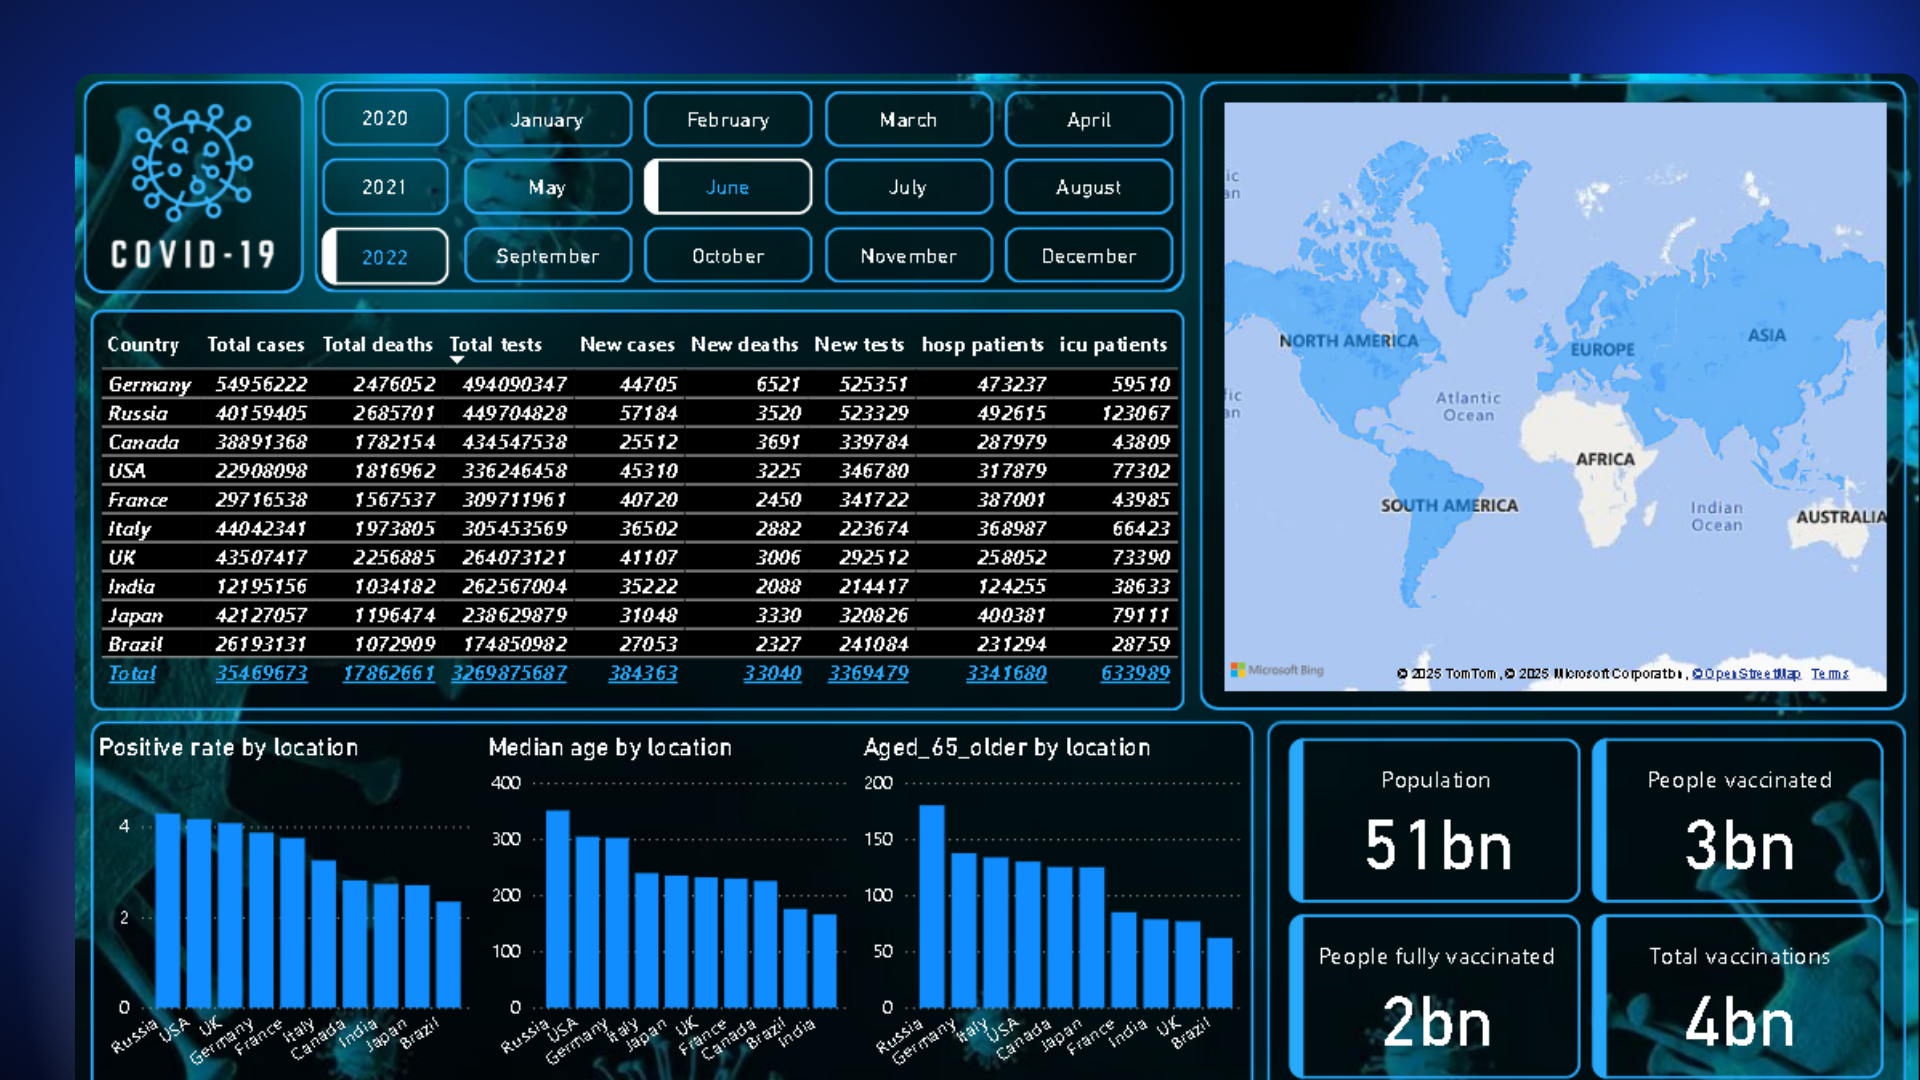 COVID-19
2020 January February March April
2021 May June July August
2022 September October November December
Country Total cases Total deaths Total tests New cases New deaths New tests hosp patients icu patients
Germany 54956222 2476052 494090347 44705 6521 525351 473237 59510
Russia 40159405 2685701 449704828 57184 3520 523329 492615 123067
Canada 38891368 1782154 434547538 25512 3691 339784 287979 43809
USA 22908098 1816962 336246458 45310 3225 346780 317879 77302
France 29716538 1567537 309711961 40720 2450 341722 387001 43985
Italy 44042341 1973805 305453569 36502 2882 223674 368987 66423
UK 43507417 2256885 264073121 41107 3006 292512 258052 73390
India 12195156 1034182 262567004 35222 2088 214417 124255 38633
Japan 42127057 1196474 238629879 31048 3330 320826 400381 79111
Brazil 26193131 1072909 174850982 27053 2327 241084 231294 28759
Total 35469673 17862661 3269875687 384363 33040 3369479 3341680 633989
ic
an
NORTH AMERICA
EUROPE
ASIA
fic
an
Atlantic
Ocean
AFRICA
SOUTH AMERICA
Indian
Ocean
AUSTRALIA
Microsoft Bing
© 2025 TomTom, © 2025 Microsoft Corporation, © OpenStreetMap Terms
Positive rate by location
4
2
0
Russia USA UK Germany France Italy Canada India Japan Brazil
Median age by location
400
300
200
100
0
Russia USA Germany Italy Japan UK France Canada Brazil India
Aged_65_older by location
200
150
100
50
0
Russia Germany Italy USA Canada Japan France India UK Brazil
Population
51bn
People vaccinated
3bn
People fully vaccinated
2bn
Total vaccinations
4bn